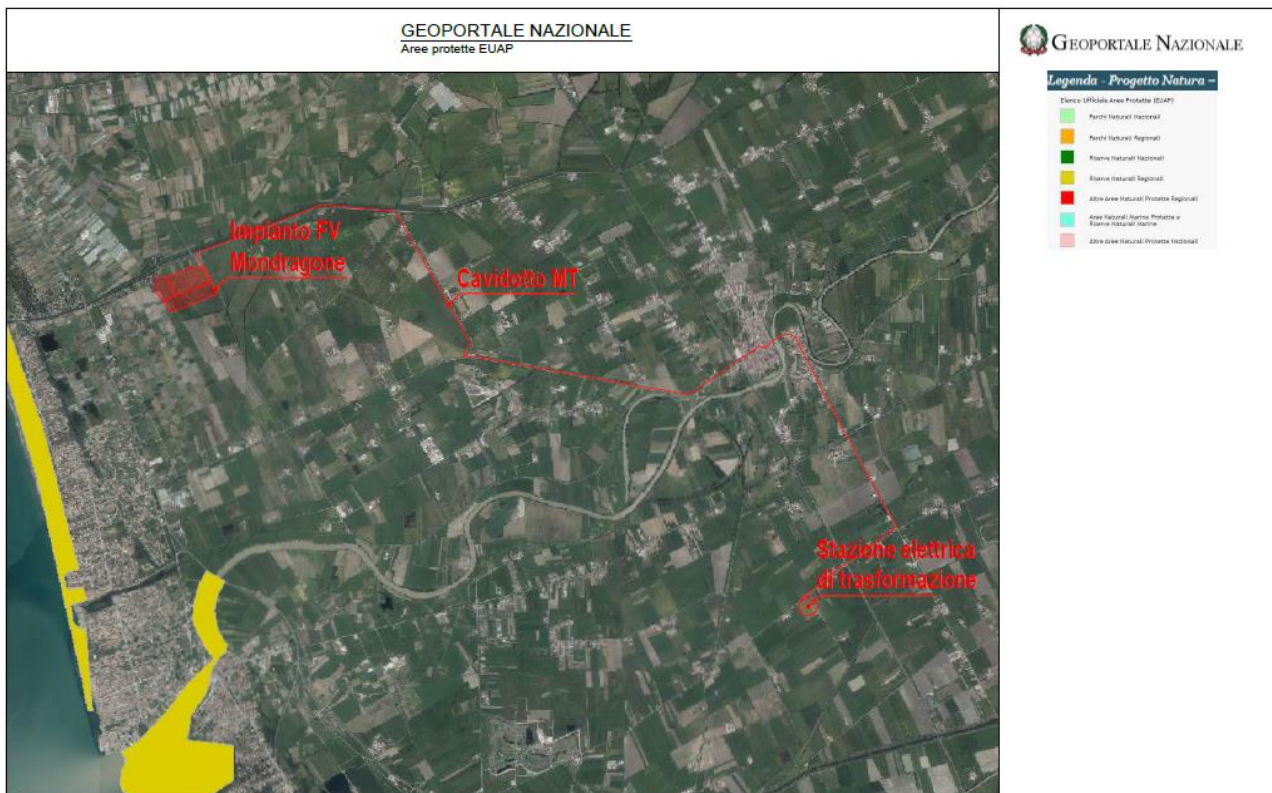 GEOPORTALE NAZIONALE
Aree protette EUAP
GEOPORTALE NAZIONALE
Legenda - Progetto Natura -
Elenco Ufficiale Aree Protette (EUAP)
Parchi Naturali Nazionali
Parchi Naturali Regionali
Riserve Naturali Nazionali
Riserve Naturali Regionali
Altre Aree Naturali Protette Regionali
Aree Naturali Marine Protette e
Riserve Naturali Marine
Altre Aree Naturali Protette Nazionali
Impianto FV
Mondragone
Cavidotto MT
Stazione elettrica
di trasformazione